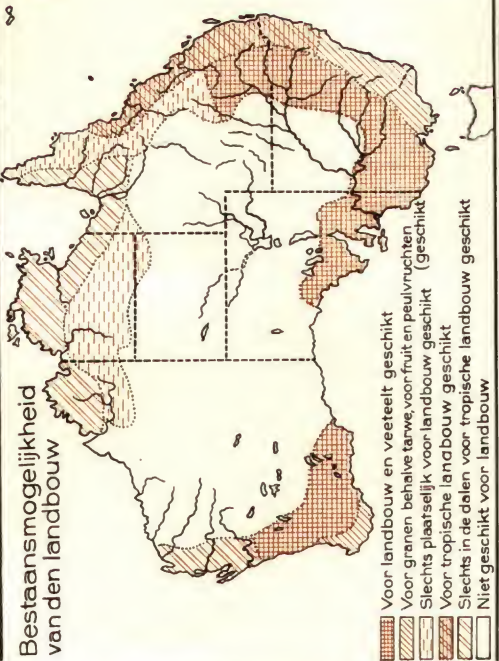 8
Bestaansmogelijkheid
van den landbouw
Voor landbouw en veeteelt geschikt
Voor granen behalve tarwe, voor fruit en peulvruchten
Slechts plaatselijk voor landbouw geschikt (geschikt
Voor tropische landbouw geschikt
Slechts in de dalen voor tropische landbouw geschikt
Niet geschikt voor landbouw